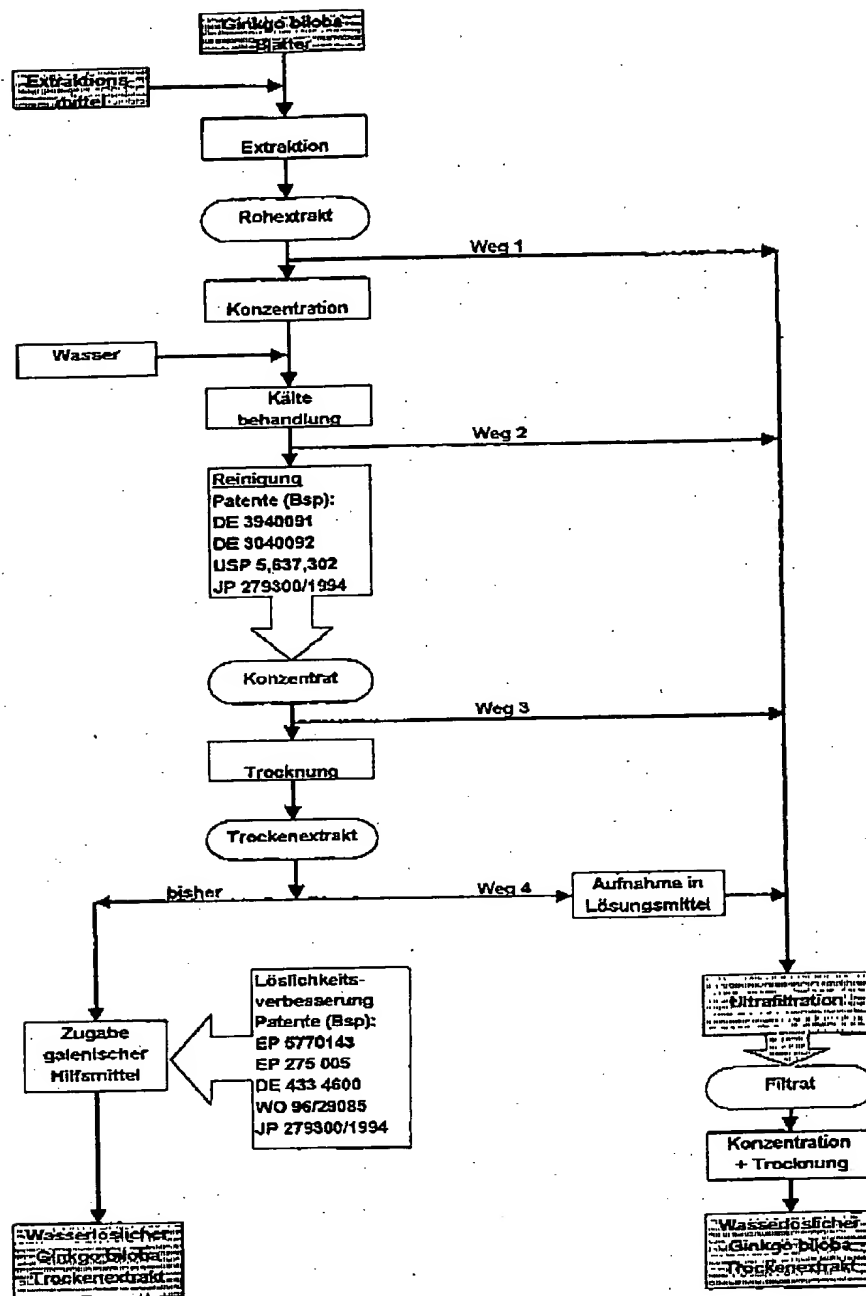 Ginkgo biloba
Blätter
Extraktions
mittel
Extraktion
Rohextrakt
Weg 1
Konzentration
Wasser
Kälte
behandlung
Weg 2
Reinigung
Patente (Bsp):
DE 3940091
DE 3040092
USP 5,637,302
JP 279300/1994
Konzentrat
Weg 3
Trocknung
Trockenextrakt
bisher
Weg 4
Aufnahme in
Lösungsmittel
Löslichkeits-
verbesserung
Patente (Bsp):
EP 5770143
EP 275 005
DE 433 4600
WO 96/29085
JP 279300/1994
Zugabe
galenischer
Hilfsmittel
Ultrafiltration
Filtrat
Konzentration
+ Trocknung
Wasserlöslicher
Ginkgo biloba
Trockenextrakt
Wasserlöslicher
Ginkgo biloba
Trockenextrakt